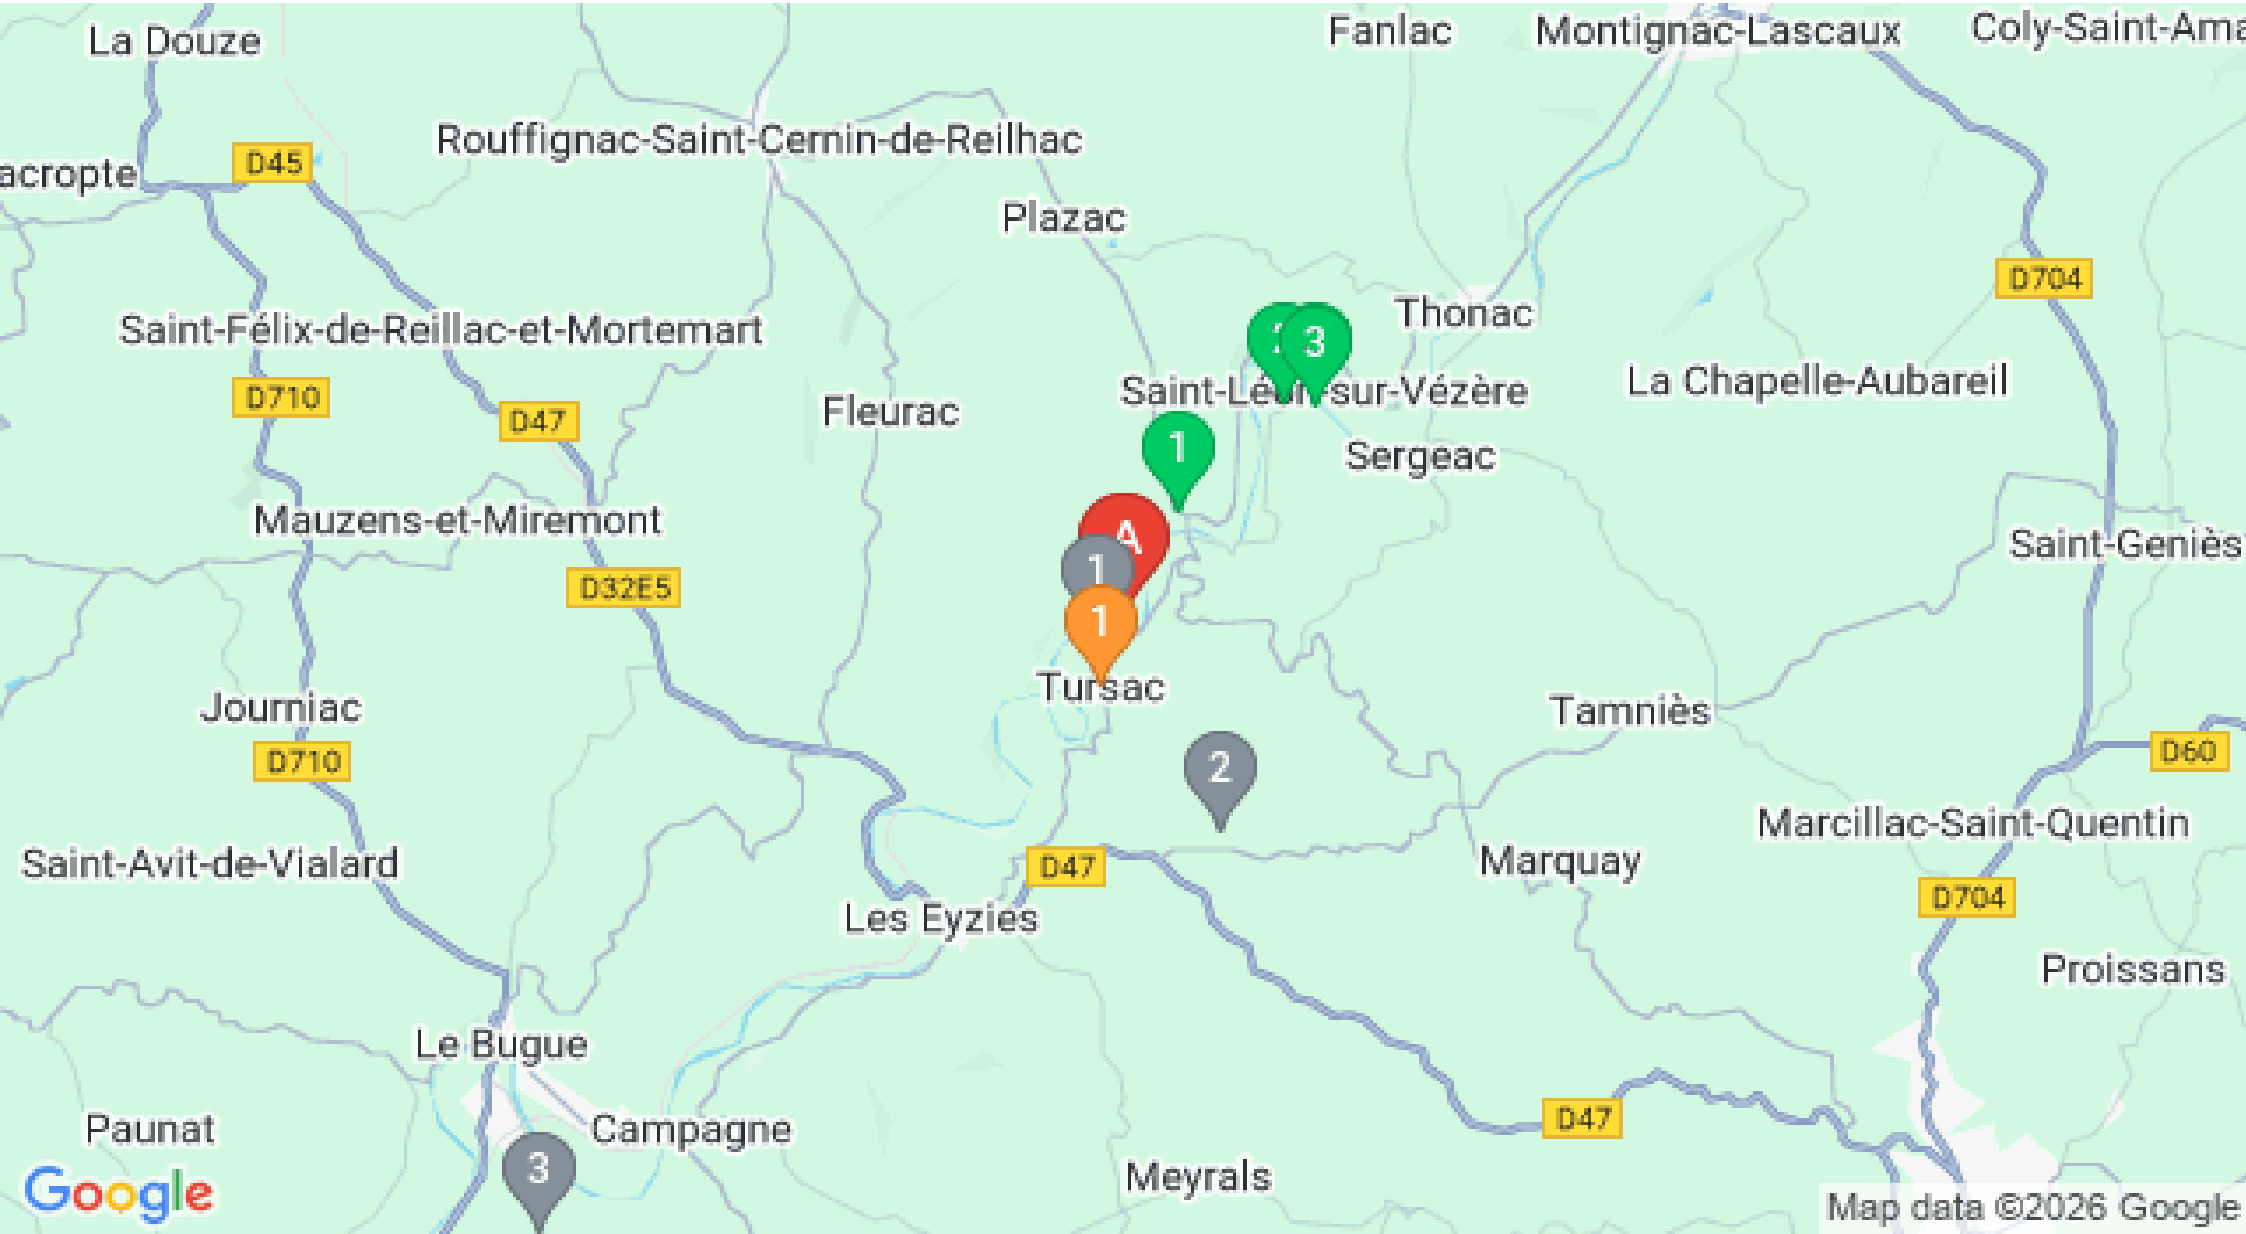 La Douze
Fanlac
Montignac-Lascaux
Coly-Saint-Ama
Rouffignac-Saint-Cernin-de-Reilhac
D45
acropte
Plazac
D704
Thonac
Saint-Félix-de-Reillac-et-Mortemart
3
La Chapelle-Aubareil
Saint-Léon-sur-Vézère
D710
D47
Fleurac
1
Sergeac
Mauzens-et-Miremont
A
Saint-Geniès
1
D32E5
1
Tursac
Journiac
Tamniès
D710
2
D60
Marcillac-Saint-Quentin
Saint-Avit-de-Vialard
D47
Marquay
D704
Les Eyzies
Proissans
Le Bugue
Paunat
Campagne
D47
3
Meyrals
Google
Map data ©2026 Google